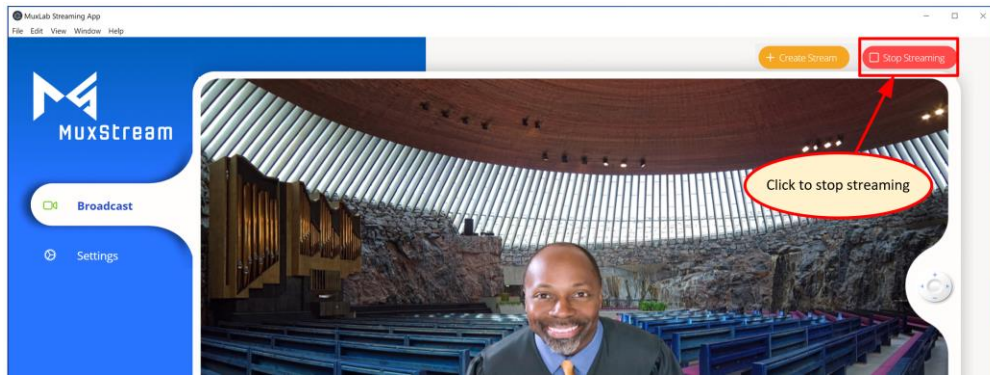 MuxLab Streaming App
File Edit View Window Help
+ Create Stream
Stop Streaming
MuxStream
Click to stop streaming
Broadcast
Settings